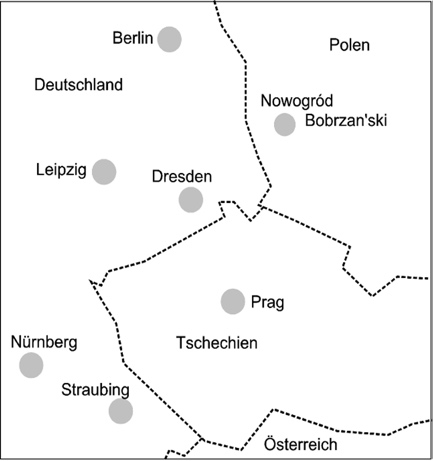 Berlin
Polen
Deutschland
Nowogród
Bobrzan'ski
Leipzig
Dresden
Prag
Tschechien
Nürnberg
Straubing
Österreich